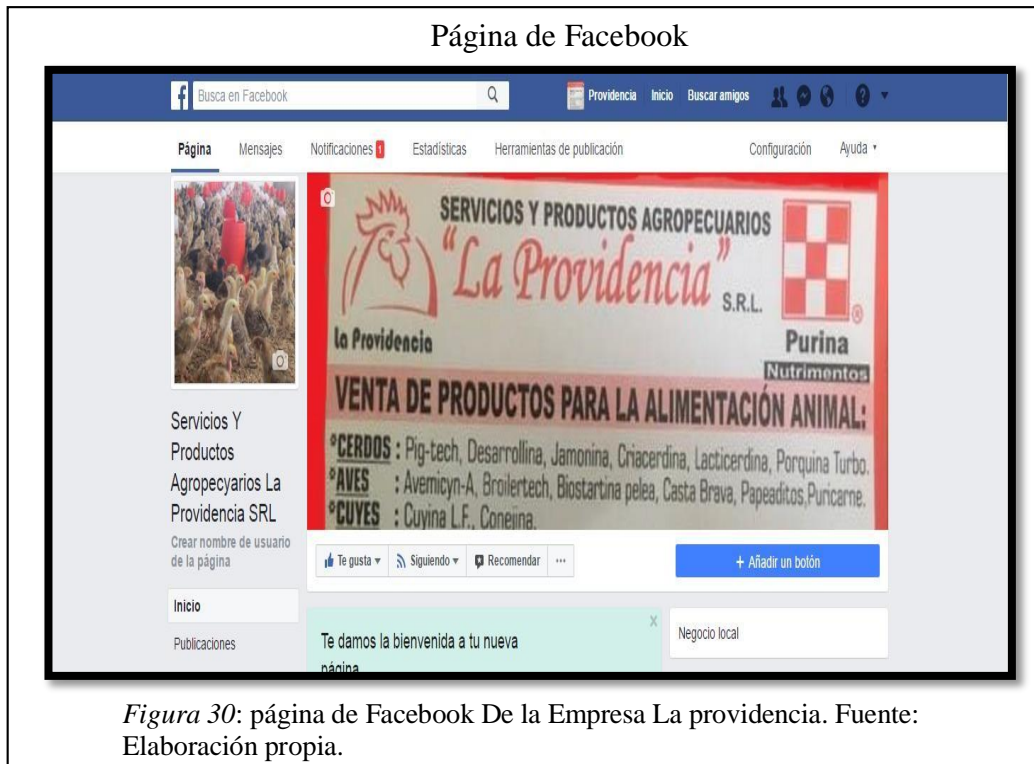 Página de Facebook
Busca en Facebook
Providencia Inicio Buscar amigos
Página Mensajes Notificaciones 1 Estadísticas Herramientas de publicación Configuración Ayuda
SERVICIOS Y PRODUCTOS AGROPECUARIOS
"La Providencia" S.R.L.
La Providencia
Purina
Nutrimentos
VENTA DE PRODUCTOS PARA LA ALIMENTACIÓN ANIMAL:
°CERDOS : Pig-tech, Desarrollina, Jamonina, Criacerdina, Lacticerdina, Porquina Turbo.
°AVES : Avemicyn-A, Broilertech, Biostartina pelea, Casta Brava, Papeaditos,Puricarne.
°CUYES : Cuyina L.F., Conejina.
Servicios Y
Productos
Agropecyarios La
Providencia SRL
Crear nombre de usuario
de la página
Te gusta Siguiendo Recomendar ... + Añadir un botón
Inicio
Publicaciones
Te damos la bienvenida a tu nueva
página
Negocio local
Figura 30: página de Facebook De la Empresa La providencia. Fuente:
Elaboración propia.